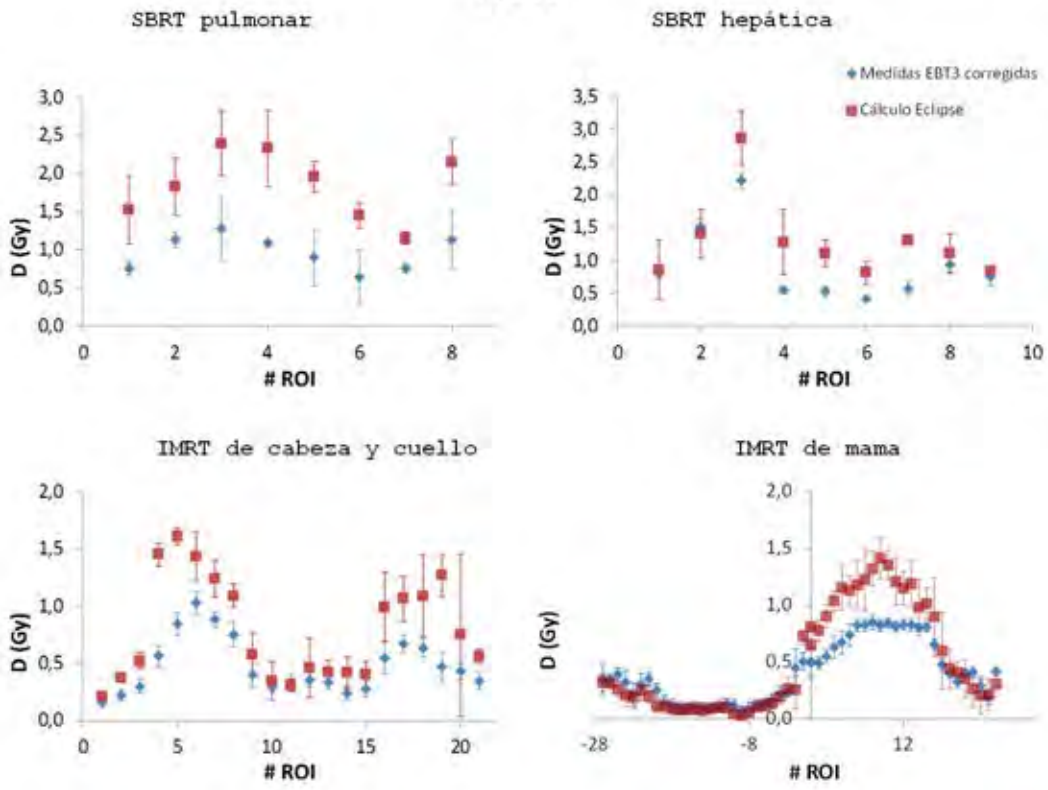 SBRT pulmonar
SBRT hepática
Medidas EBT3 corregidas
Cálculo Eclipse
3,0
2,5
2,0
1,5
1,0
0,5
0,0
D (Gy)
0 2 4 6 8
# ROI
3,5
3,0
2,5
2,0
1,5
1,0
0,5
0,0
D (Gy)
0 2 4 6 8 10
# ROI
IMRT de cabeza y cuello
IMRT de mama
2,0
1,5
1,0
0,5
0,0
D (Gy)
0 5 10 15 20
# ROI
2,0
1,5
1,0
0,5
0,0
D (Gy)
-28 -8 12
# ROI